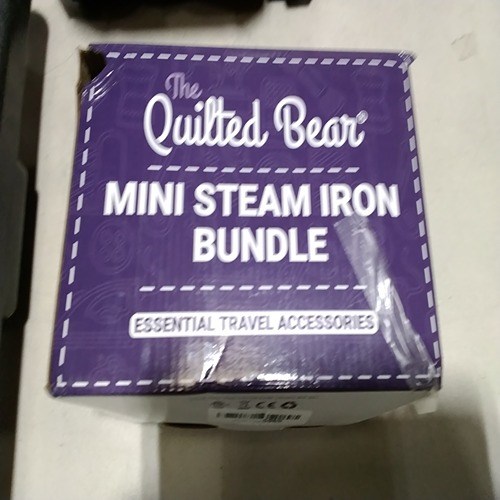 The
Quilted Bear®
MINI STEAM IRON
BUNDLE
ESSENTIAL TRAVEL ACCESSORIES